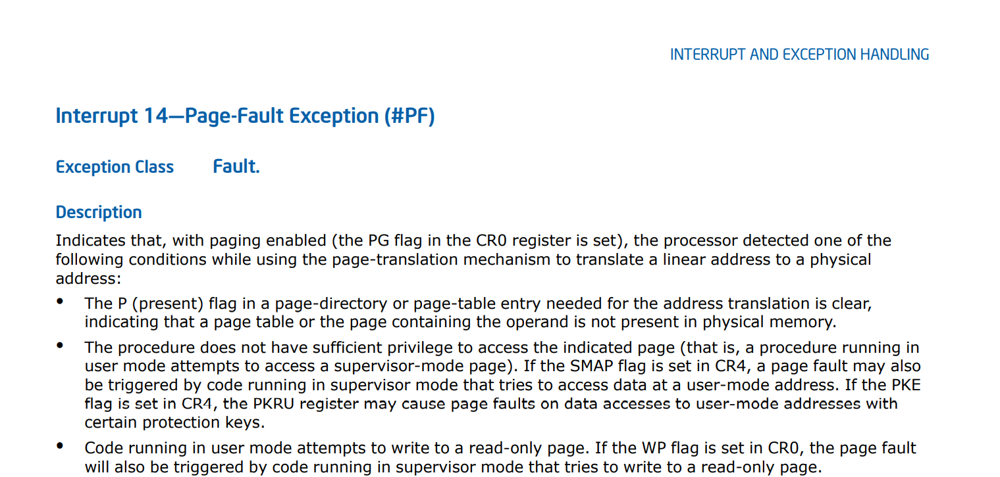 INTERRUPT AND EXCEPTION HANDLING
Interrupt 14—Page-Fault Exception (#PF)
Exception Class Fault.
Description
Indicates that, with paging enabled (the PG flag in the CR0 register is set), the processor detected one of the
following conditions while using the page-translation mechanism to translate a linear address to a physical
address:
• The P (present) flag in a page-directory or page-table entry needed for the address translation is clear,
indicating that a page table or the page containing the operand is not present in physical memory.
• The procedure does not have sufficient privilege to access the indicated page (that is, a procedure running in
user mode attempts to access a supervisor-mode page). If the SMAP flag is set in CR4, a page fault may also
be triggered by code running in supervisor mode that tries to access data at a user-mode address. If the PKE
flag is set in CR4, the PKRU register may cause page faults on data accesses to user-mode addresses with
certain protection keys.
• Code running in user mode attempts to write to a read-only page. If the WP flag is set in CR0, the page fault
will also be triggered by code running in supervisor mode that tries to write to a read-only page.